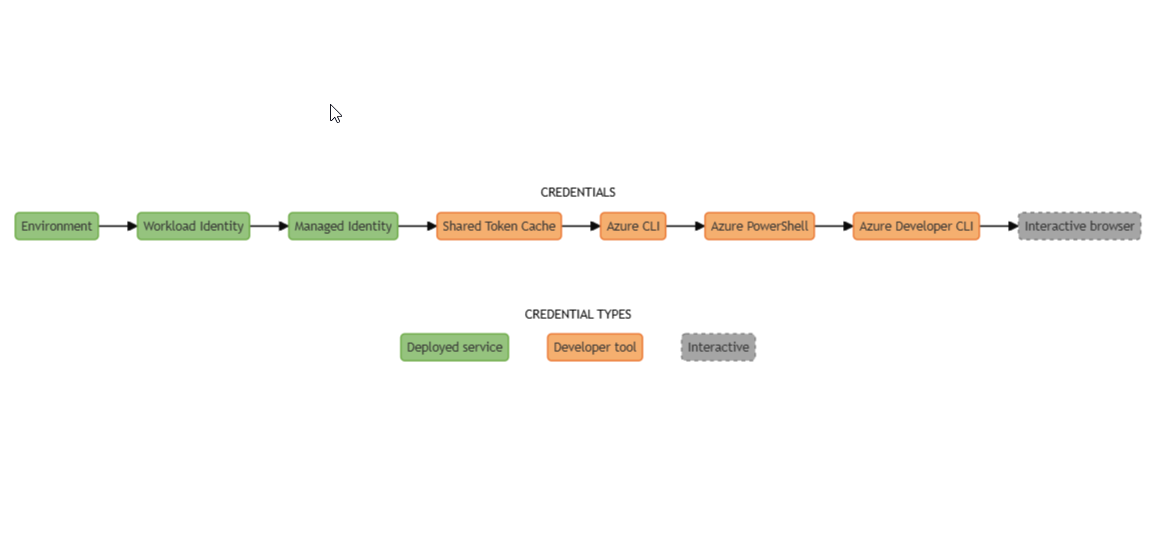 CREDENTIALS
Environment
Workload Identity
Managed Identity
Shared Token Cache
Azure CLI
Azure PowerShell
Azure Developer CLI
Interactive browser
CREDENTIAL TYPES
Deployed service
Developer tool
Interactive